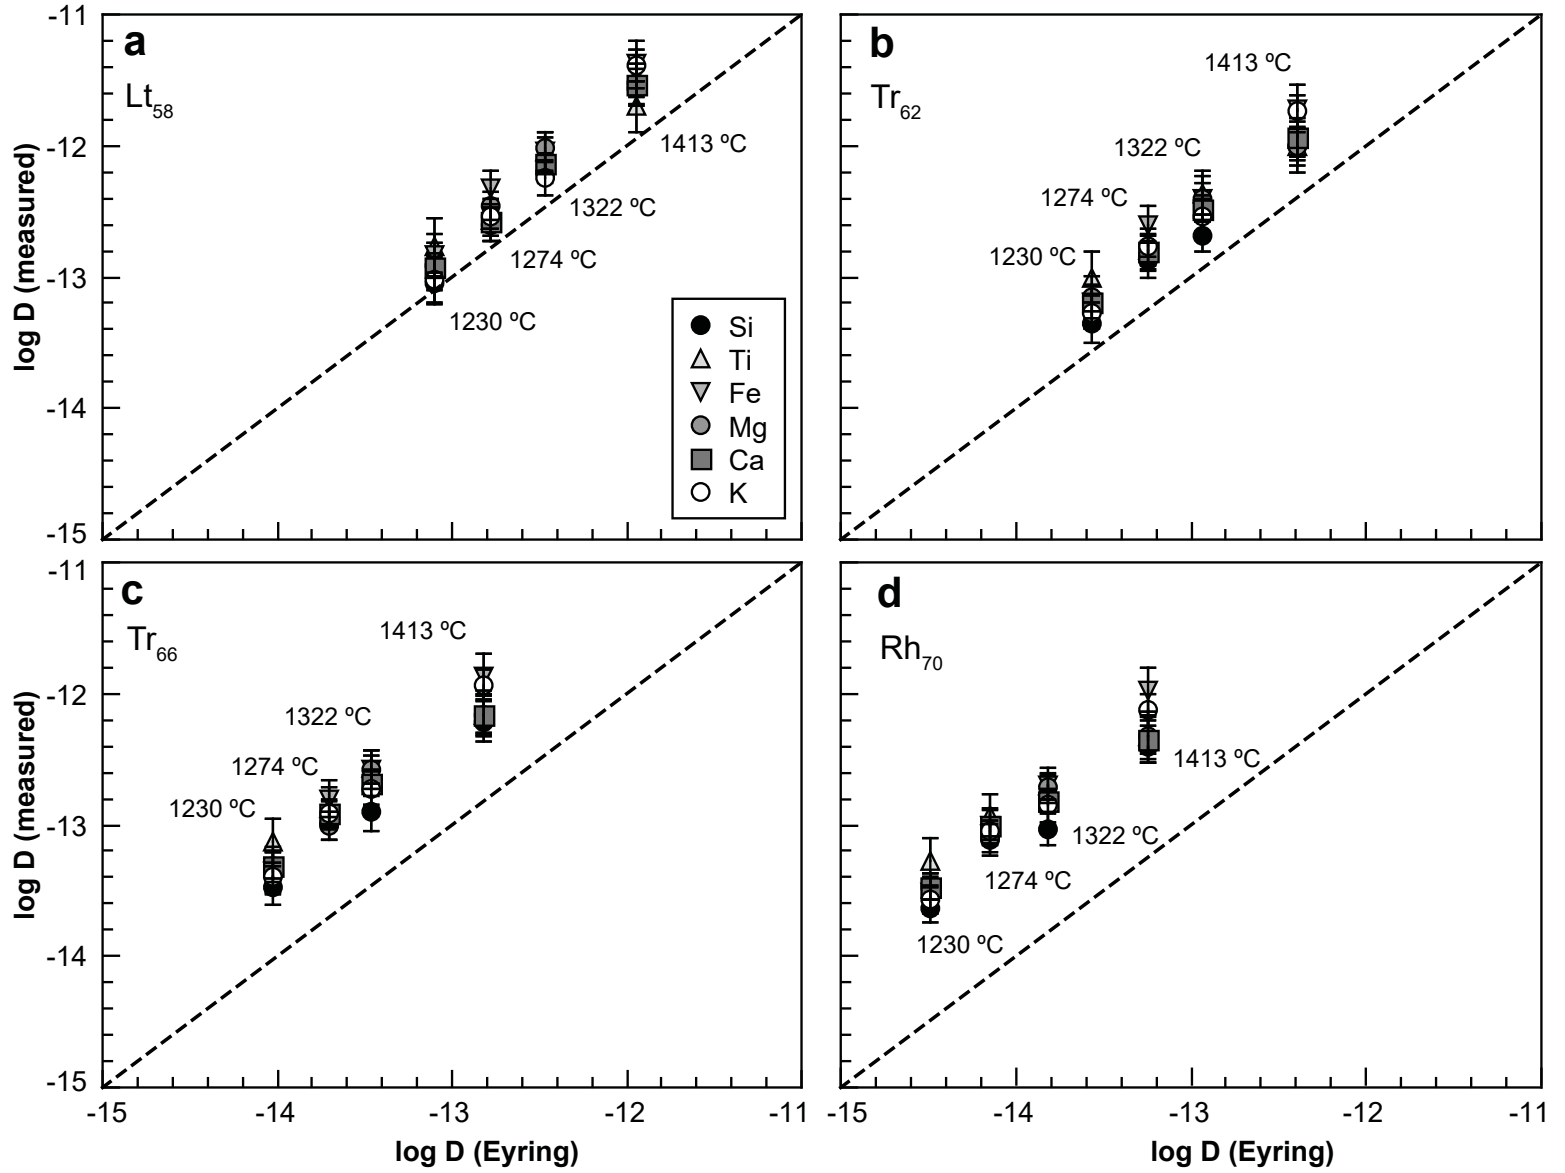 -11
-12
-13
-14
-15
log D (measured)
a
Lt58
1413 ºC
1322 ºC
1274 ºC
1230 ºC
Si
Ti
Fe
Mg
Ca
K
b
Tr62
1413 ºC
1322 ºC
1274 ºC
1230 ºC
-11
-12
-13
-14
-15
log D (measured)
c
Tr66
1413 ºC
1322 ºC
1274 ºC
1230 ºC
-15
-14
-13
-12
-11
log D (Eyring)
d
Rh70
1413 ºC
1322 ºC
1274 ºC
1230 ºC
-15
-14
-13
-12
-11
log D (Eyring)